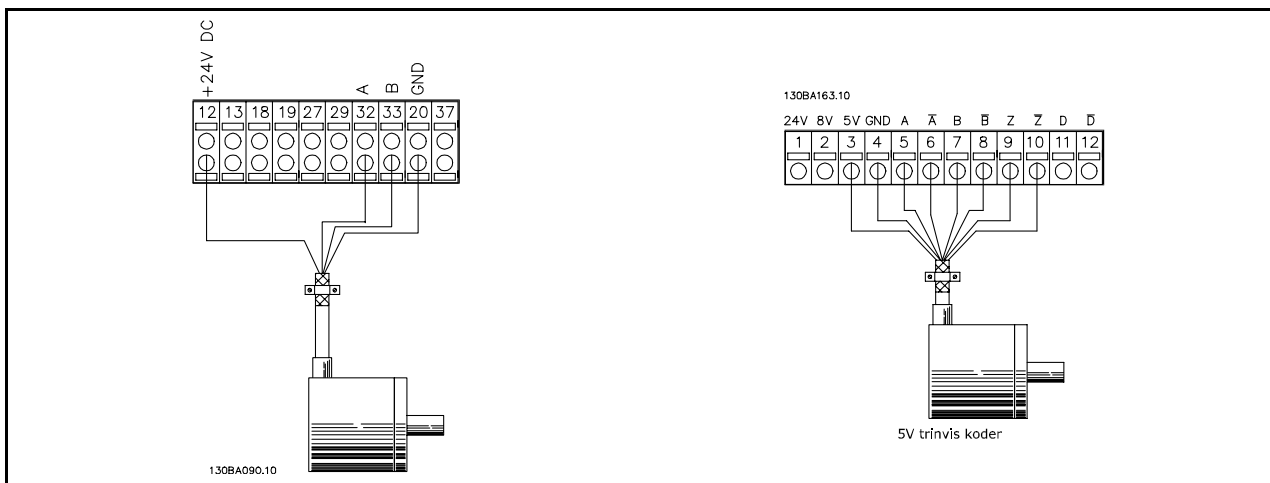 +24V DC
A
B
GND
12 13 18 19 27 29 32 33 20 37
130BA090.10
130BA163.10
24V 8V 5V GND A A̅ B B̅ Z Z̅ D D̅
1 2 3 4 5 6 7 8 9 10 11 12
5V trinvis koder